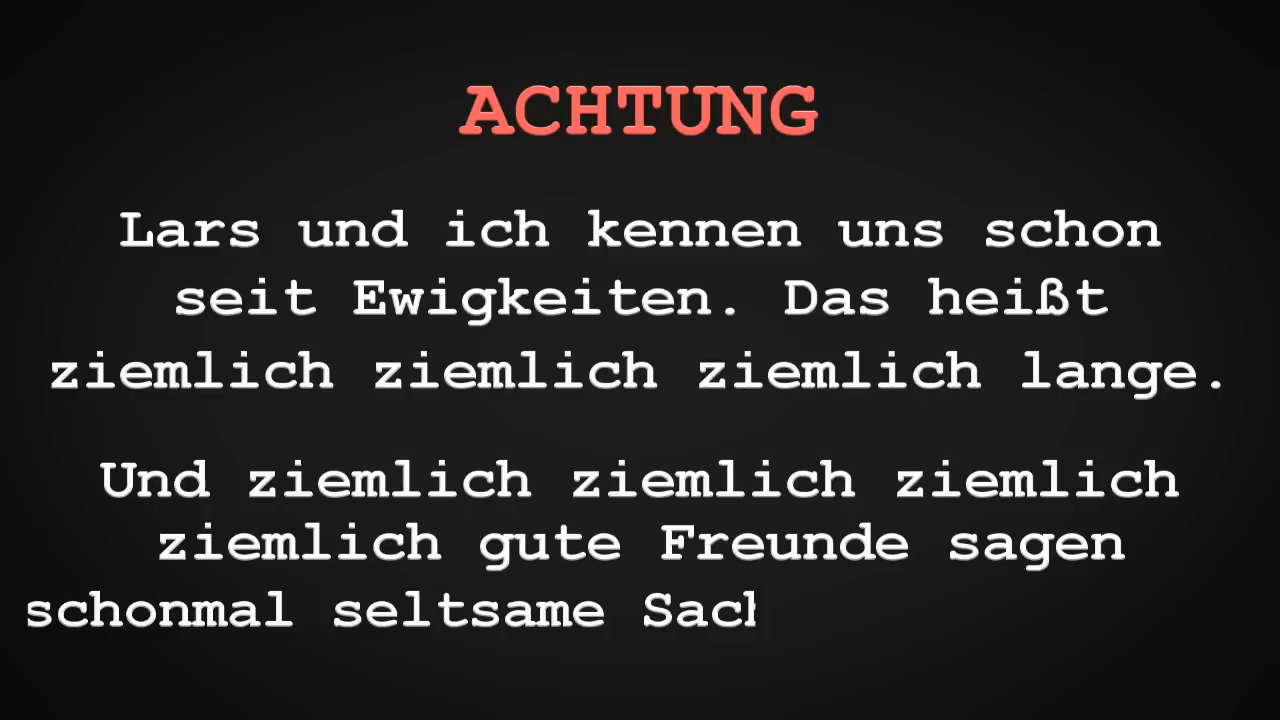 ACHTUNG
Lars und ich kennen uns schon
seit Ewigkeiten. Das heißt
ziemlich ziemlich ziemlich lange.
Und ziemlich ziemlich ziemlich
ziemlich gute Freunde sagen
schonmal seltsame Sach